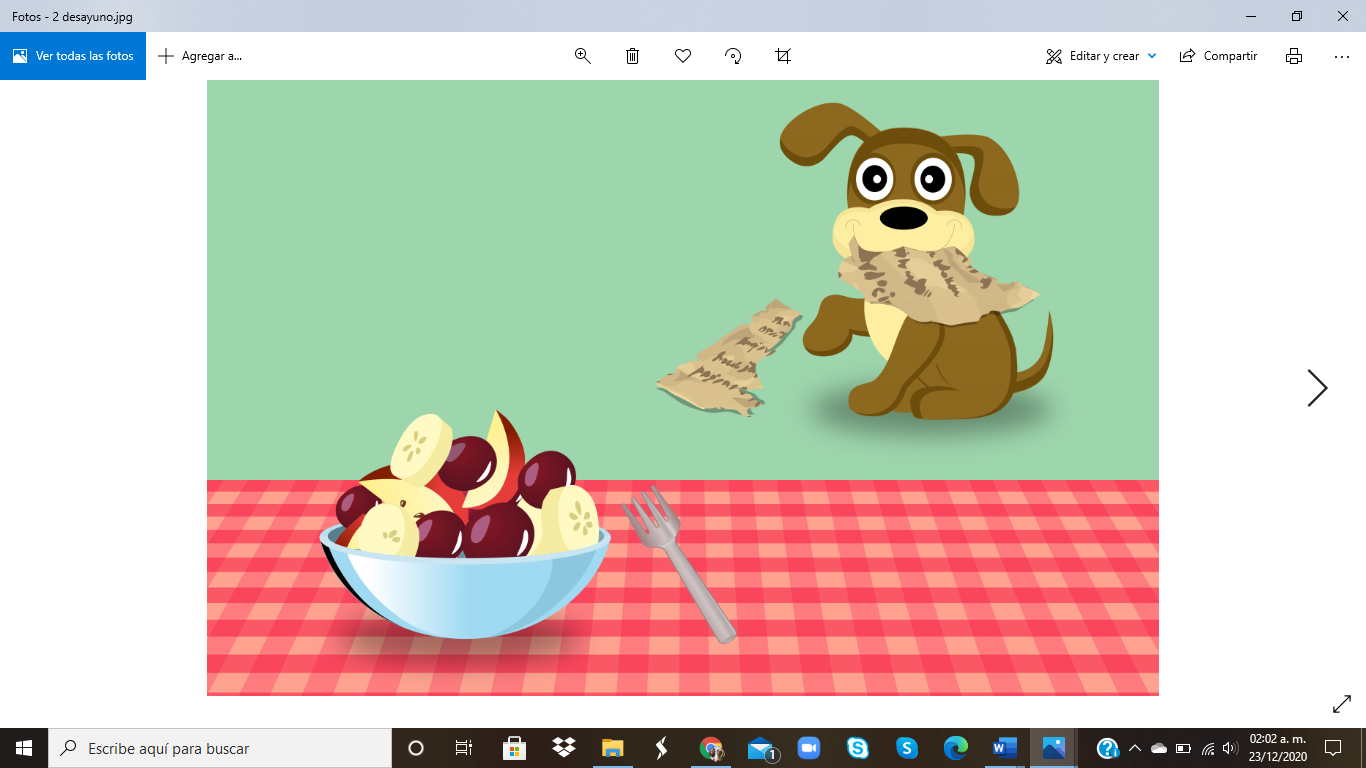 Fotos - 2 desayuno.jpg
Ver todas las fotos
Agregar a...
Editar y crear
Compartir
Escribe aquí para buscar
1
02:02 a. m.
23/12/2020